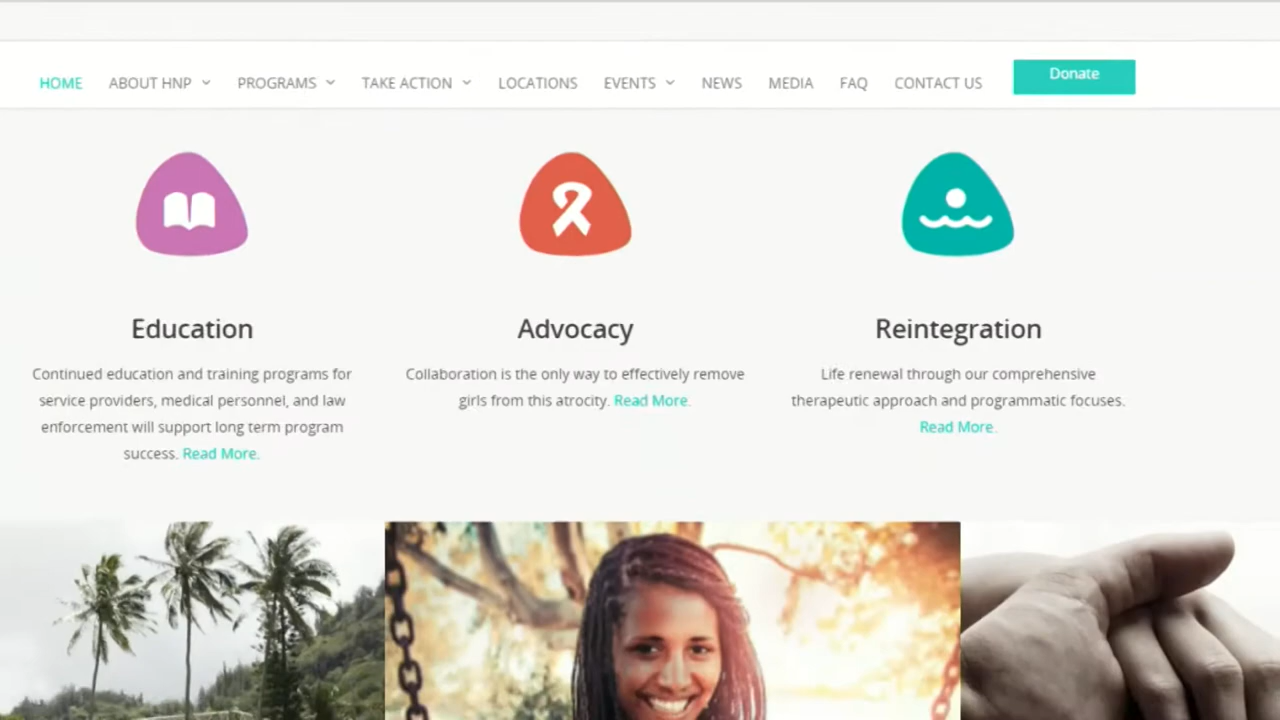 HOME ABOUT HNP PROGRAMS TAKE ACTION LOCATIONS EVENTS NEWS MEDIA FAQ CONTACT US Donate
Education
Continued education and training programs for
service providers, medical personnel, and law
enforcement will support long term program
success. Read More.
Advocacy
Collaboration is the only way to effectively remove
girls from this atrocity. Read More.
Reintegration
Life renewal through our comprehensive
therapeutic approach and programmatic focuses.
Read More.